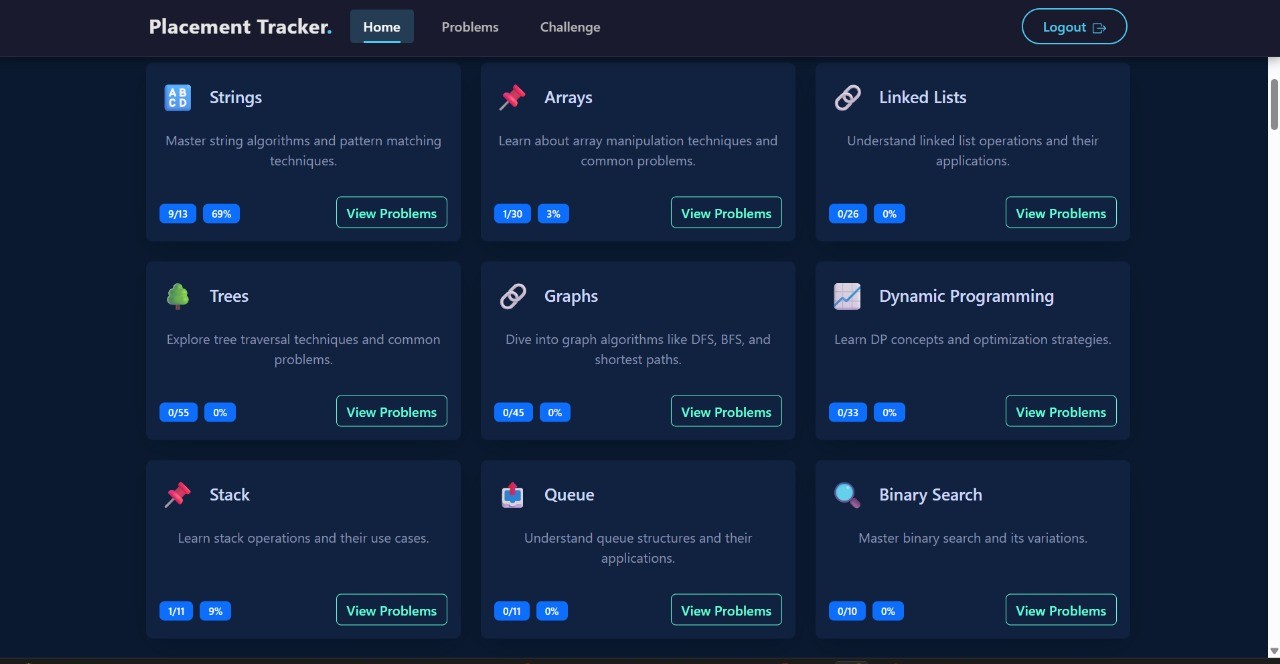 Placement Tracker. Home Problems Challenge Logout
Strings
Master string algorithms and pattern matching
techniques.
9/13 69% View Problems
Arrays
Learn about array manipulation techniques and
common problems.
1/30 3% View Problems
Linked Lists
Understand linked list operations and their
applications.
0/26 0% View Problems
Trees
Explore tree traversal techniques and common
problems.
0/55 0% View Problems
Graphs
Dive into graph algorithms like DFS, BFS, and
shortest paths.
0/45 0% View Problems
Dynamic Programming
Learn DP concepts and optimization strategies.
0/33 0% View Problems
Stack
Learn stack operations and their use cases.
1/11 9% View Problems
Queue
Understand queue structures and their
applications.
0/11 0% View Problems
Binary Search
Master binary search and its variations.
0/10 0% View Problems